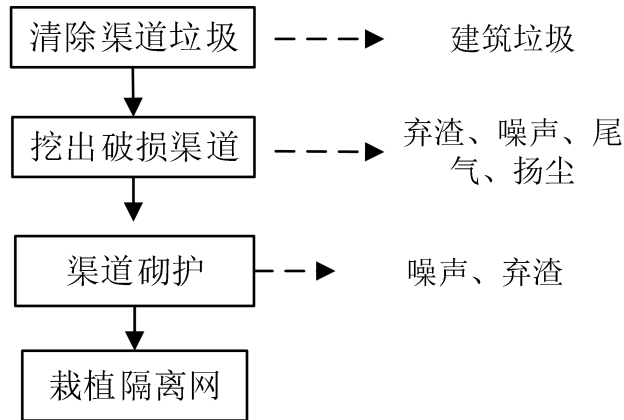 清除渠道垃圾
建筑垃圾
挖出破损渠道
弃渣、噪声、尾
气、扬尘
渠道砌护
噪声、弃渣
栽植隔离网